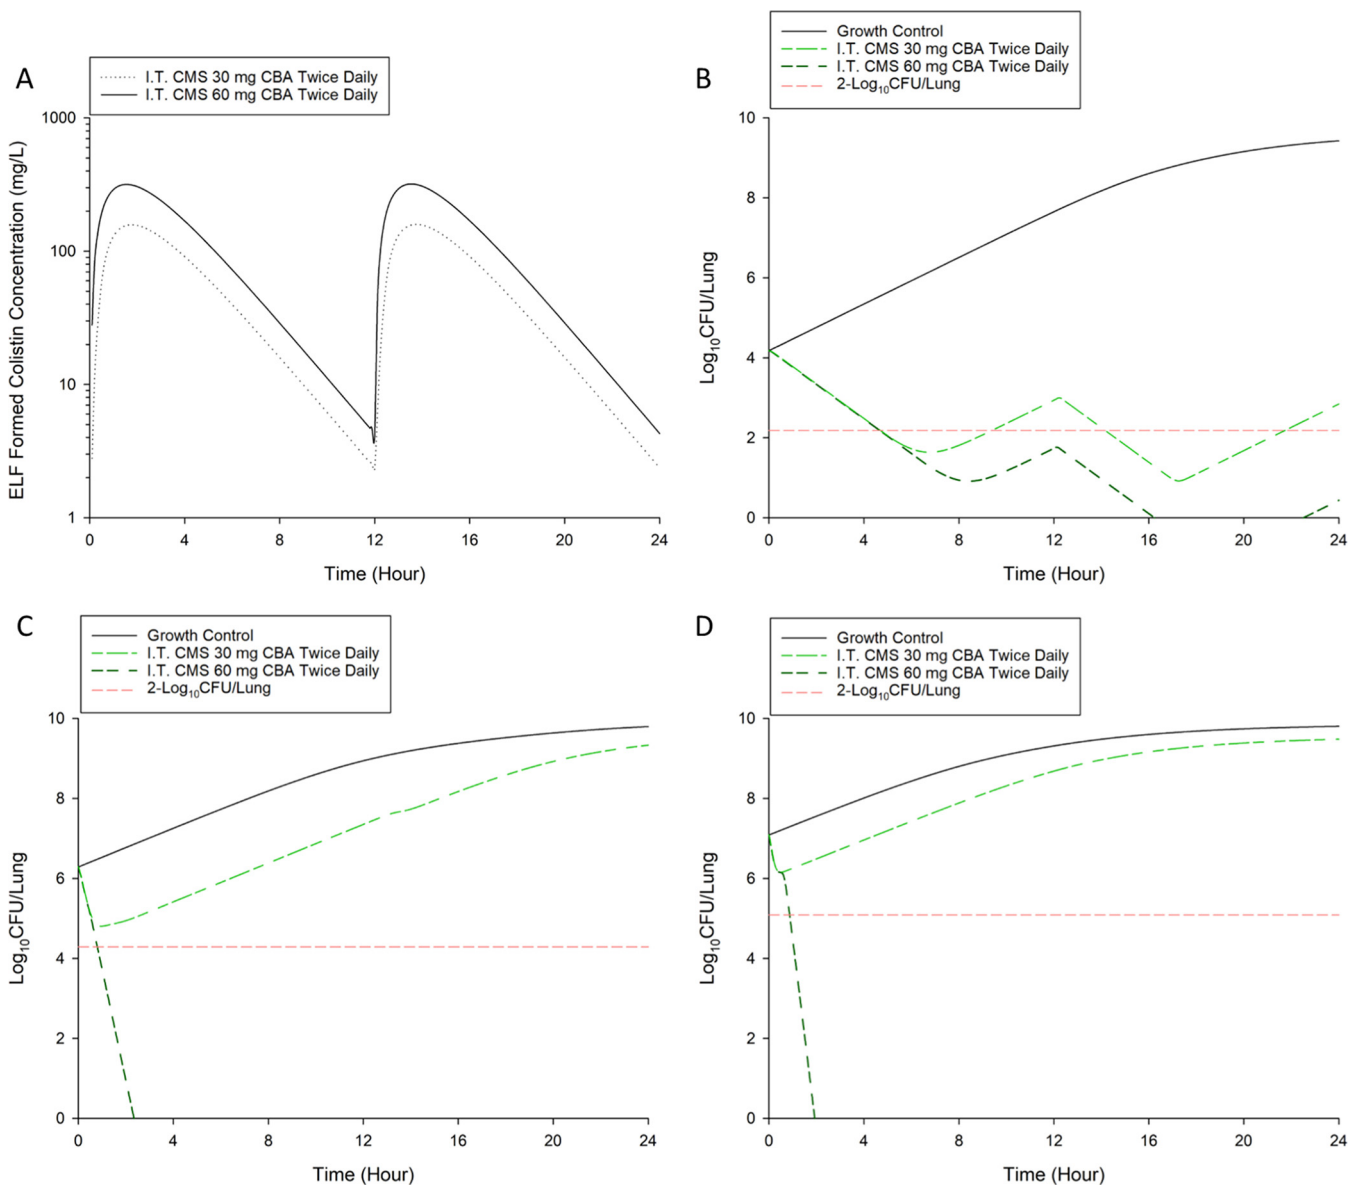 A
I.T. CMS 30 mg CBA Twice Daily
I.T. CMS 60 mg CBA Twice Daily
ELF Formed Colistin Concentration (mg/L)
1000
100
10
1
0 4 8 12 16 20 24
Time (Hour)
B
Growth Control
I.T. CMS 30 mg CBA Twice Daily
I.T. CMS 60 mg CBA Twice Daily
2-Log₁₀CFU/Lung
Log₁₀CFU/Lung
10
8
6
4
2
0
0 4 8 12 16 20 24
Time (Hour)
C
Growth Control
I.T. CMS 30 mg CBA Twice Daily
I.T. CMS 60 mg CBA Twice Daily
2-Log₁₀CFU/Lung
Log₁₀CFU/Lung
10
8
6
4
2
0
0 4 8 12 16 20 24
Time (Hour)
D
Growth Control
I.T. CMS 30 mg CBA Twice Daily
I.T. CMS 60 mg CBA Twice Daily
2-Log₁₀CFU/Lung
Log₁₀CFU/Lung
10
8
6
4
2
0
0 4 8 12 16 20 24
Time (Hour)